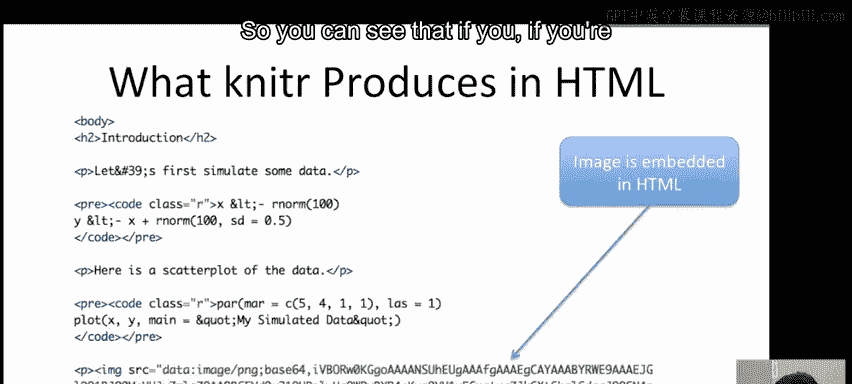 So you can see that if you, if you're
What knitr Produces in HTML
<body>
<h2>Introduction</h2>
<p>Let&#39;s first simulate some data.</p>
<pre><code class="r">x &lt;- rnorm(100)
y &lt;- x + rnorm(100, sd = 0.5)
</code></pre>
<p>Here is a scatterplot of the data.</p>
<pre><code class="r">par(mar = c(5, 4, 1, 1), las = 1)
plot(x, y, main = &quot;My Simulated Data&quot;)
</code></pre>
Image is embedded
in HTML
<p><img src="data:image/png;base64,